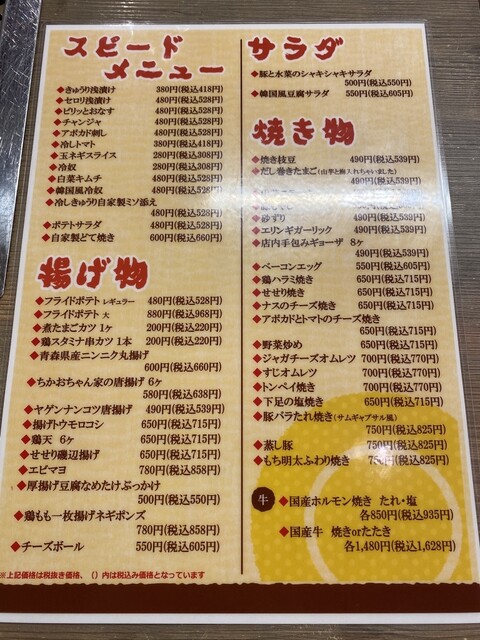 スピード
メニュー
◆きゅうり浅漬け 380円(税込418円)
◆セロリ浅漬け 480円(税込528円)
◆ピリッとおなす 480円(税込528円)
◆チャンジャ 480円(税込528円)
◆アボカド刺し 480円(税込528円)
◆冷しトマト 380円(税込418円)
◆玉ネギスライス 280円(税込308円)
◆冷奴 280円(税込308円)
◆白菜キムチ 480円(税込528円)
◆韓国風冷奴 480円(税込528円)
◆冷しきゅうり自家製ミソ添え
480円(税込528円)
◆ポテトサラダ 480円(税込528円)
◆自家製どて焼き 600円(税込660円)
揚げ物
◆フライドポテト レギュラー 480円(税込528円)
◆フライドポテト 大 880円(税込968円)
◆煮たまごカツ 1ヶ 200円(税込220円)
◆鶏スタミナ串カツ 1本 200円(税込220円)
◆青森県産ニンニク丸揚げ
600円(税込660円)
◆ちかおちゃん家の唐揚げ 6ヶ
580円(税込638円)
◆ヤゲンナンコツ唐揚げ 490円(税込539円)
◆揚げトウモロコシ 650円(税込715円)
◆鶏天 6ヶ 650円(税込715円)
◆せせり磯辺揚げ 650円(税込715円)
◆エビマヨ 780円(税込858円)
◆厚揚げ豆腐なめたけぶっかけ
500円(税込550円)
◆鶏もも一枚揚げネギポンズ
780円(税込858円)
◆チーズボール 550円(税込605円)
※上記価格は税抜き価格、()内は税込み価格となっています
サラダ
◆豚と水菜のシャキシャキサラダ
500円(税込550円)
◆韓国風豆腐サラダ 550円(税込605円)
焼き物
◆焼き枝豆 490円(税込539円)
◆だし巻きたまご(山芋と梅入れちゃいました)
490円(税込539円)
490円(税込539円)
◆砂ずり 490円(税込539円)
◆エリンギガーリック 490円(税込539円)
◆店内手包みギョーザ 8ヶ
490円(税込539円)
◆ベーコンエッグ 550円(税込605円)
◆鶏ハラミ焼き 650円(税込715円)
◆せせり焼き 650円(税込715円)
◆ナスのチーズ焼き 650円(税込715円)
◆アボカドとトマトのチーズ焼き
650円(税込715円)
◆野菜炒め 650円(税込715円)
◆ジャガチーズオムレツ 700円(税込770円)
◆すじオムレツ 700円(税込770円)
◆トンペイ焼き 700円(税込770円)
◆下足の塩焼き 650円(税込715円)
◆豚バラたれ焼き(サムギョプサル風)
750円(税込825円)
◆蒸し豚 750円(税込825円)
◆もち明太ふわり焼き 750円(税込825円)
牛
◆国産ホルモン焼き たれ・塩
各850円(税込935円)
◆国産牛 焼きorたたき
各1,480円(税込1,628円)